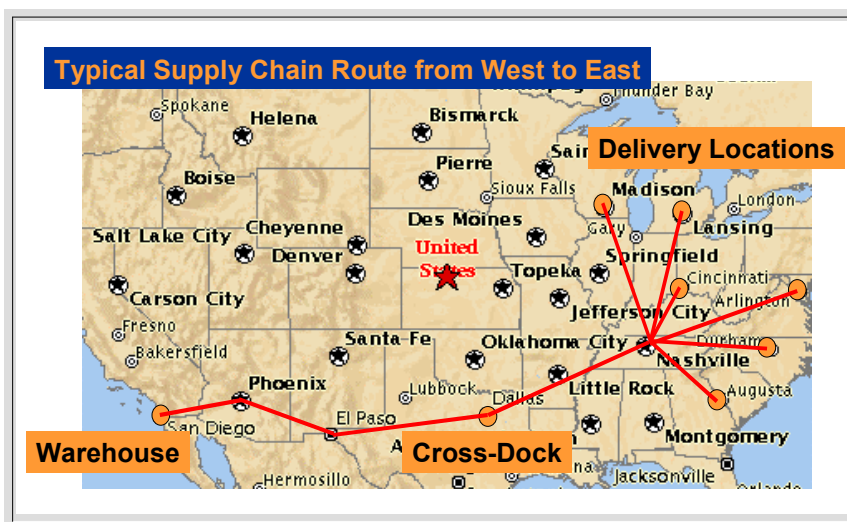 Typical Supply Chain Route from West to East
Thunder Bay
Spokane
Helena
Bismarck
Delivery Locations
Pierre
Boise
Sioux Falls
Madison
London
Des Moines
Salt Lake City
Cheyenne
Gary
Lansing
Denver
United
States
Topeka
Springfield
Cincinnati
Carson City
Jefferson City
Arlington
Fresno
Bakersfield
Santa Fe
Oklahoma City
Durham
Nashville
Phoenix
Lubbock
Dallas
Little Rock
Augusta
San Diego
El Paso
Warehouse
Cross-Dock
Montgomery
Hermosillo
Jacksonville
Orlando